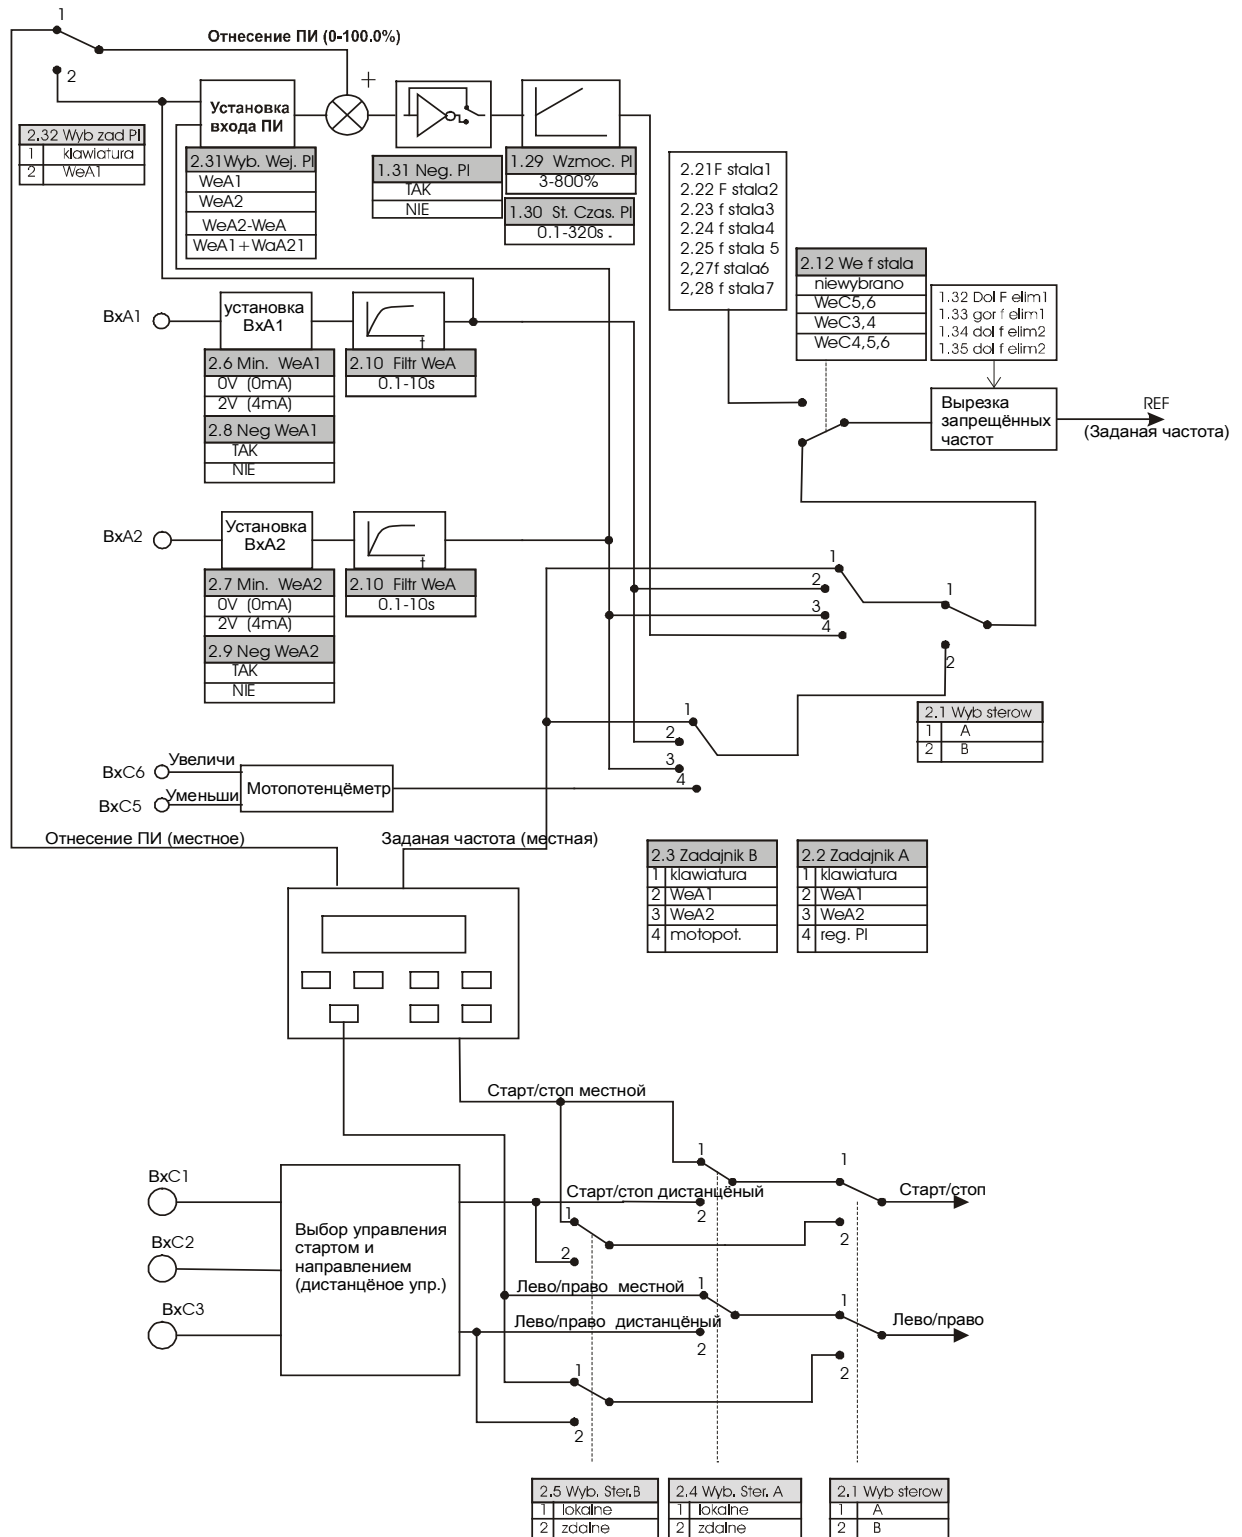 1
Отнесение ПИ (0-100.0%)
2
+
Установка
входа ПИ
2.32 Wyb zad PI
1 klawiatura
2 WeA1
2.31Wyb. Wej. PI
WeA1
WeA2
WeA2-WeA
WeA1+WaA21
1.31 Neg. PI
TAK
NIE
1.29 Wzmoc. PI
3-800%
1.30 St. Czas. PI
0.1-320s .
2.21F stala1
2.22 F stala2
2.23 f stala3
2.24 f stala4
2.25 f stala 5
2,27f stala6
2,28 f stala7
2.12 We f stala
niewybrano
WeC5,6
WeC3,4
WeC4,5,6
1.32 Dol F elim1
1.33 gor f elim1
1.34 dol f elim2
1.35 dol f elim2
Вырезка
запрещённых
частот
REF
(Заданая частота)
ВхА1
установка
ВхА1
t
2.6 Min. WeA1
0V (0mA)
2V (4mA)
2.8 Neg WeA1
TAK
NIE
2.10 Filtr WeA
0.1-10s
ВхА2
Установка
ВхА2
t
2.7 Min. WeA2
0V (0mA)
2V (4mA)
2.9 Neg WeA2
TAK
NIE
2.10 Filtr WeA
0.1-10s
1
2
3
4
1
2
2.1 Wyb sterow
1 A
2 B
1
2
3
4
ВхС6
Увеличи
ВхС5
Уменьши
Мотопотенцёметр
Отнесение ПИ (местное)
Заданая частота (местная)
2.3 Zadajnik B
1 klawiatura
2 WeA1
3 WeA2
4 motopot.
2.2 Zadajnik A
1 klawiatura
2 WeA1
3 WeA2
4 reg. PI
Старт/стоп местной
ВхС1
ВхС2
ВхС3
Выбор управления
стартом и
направлением
(дистанцёное упр.)
1
Старт/стоп дистанцёный
2
1
2
1
2
Старт/стоп
Лево/право местной
1
Лево/право дистанцёный
2
1
2
1
2
Лево/право
2.5 Wyb. Ster.B
1 lokalne
2 zdalne
2.4 Wyb. Ster. A
1 lokalne
2 zdalne
2.1 Wyb sterow
1 A
2 B